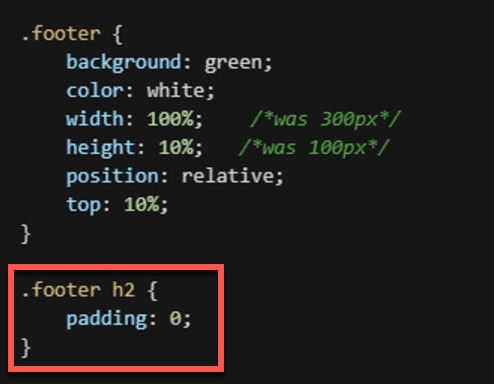 .footer {
    background: green;
    color: white;
    width: 100%;    /*was 300px*/
    height: 10%;   /*was 100px*/
    position: relative;
    top: 10%;
}
.footer h2 {
    padding: 0;
}